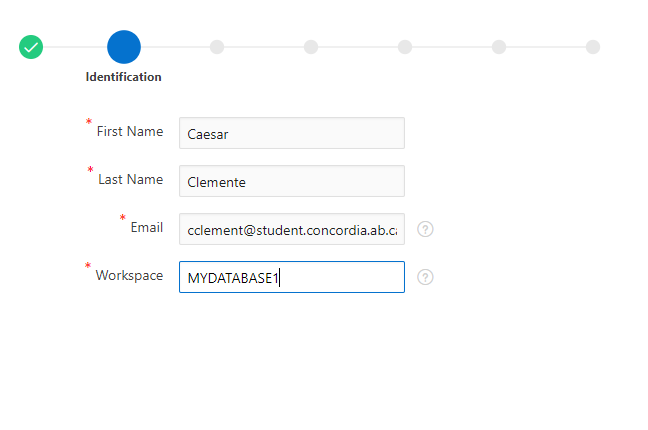 Identification
* First Name Caesar
* Last Name Clemente
* Email cclement@student.concordia.ab.ca ?
* Workspace MYDATABASE1 ?